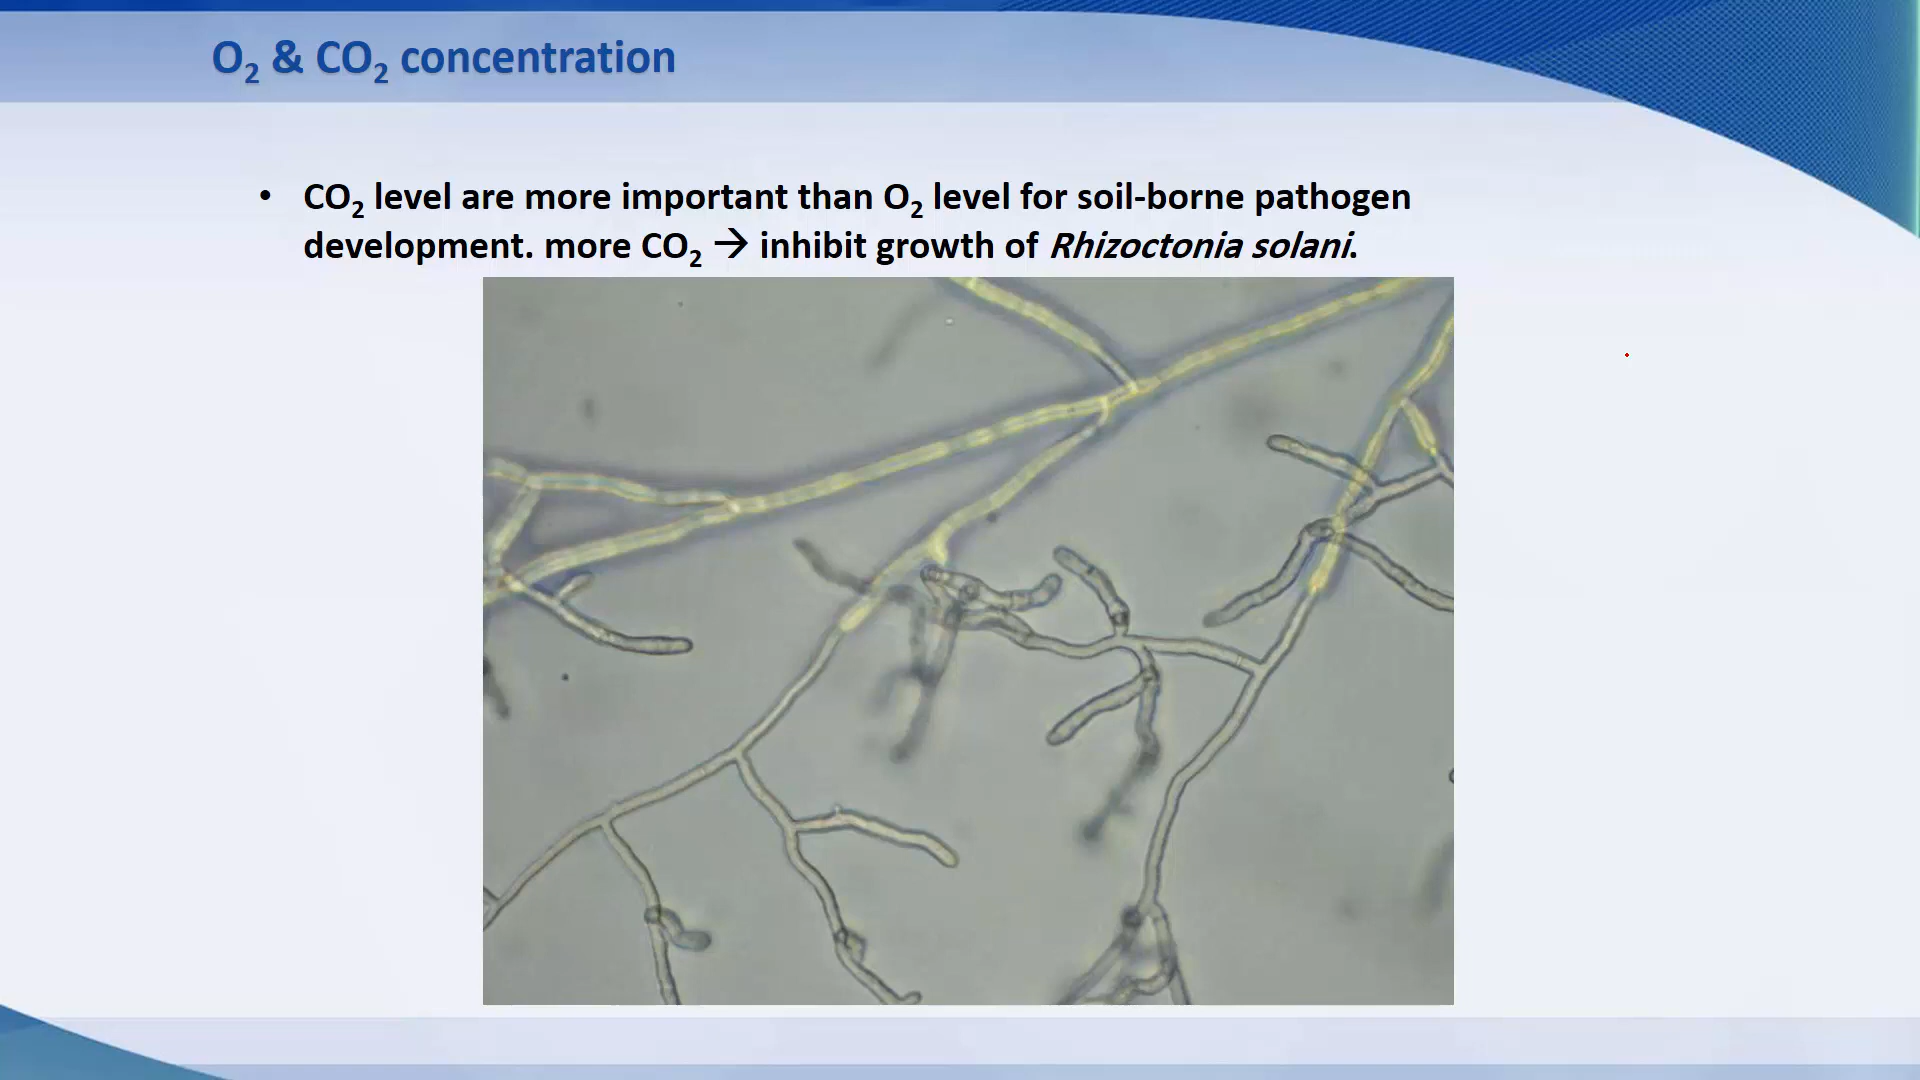 O₂ & CO₂ concentration
• CO₂ level are more important than O₂ level for soil-borne pathogen
development. more CO₂ → inhibit growth of Rhizoctonia solani.